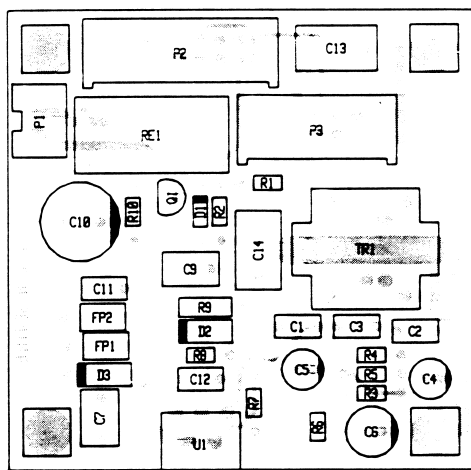 P2
C13
P1
RE1
P3
R1
Q1
D1
R2
R10
C10
C14
TR1
C9
C11
R9
FP2
D2
C1
C3
C2
FP1
R8
R4
C5
R5
C4
D3
C12
R3
C7
R7
R6
C6
U1